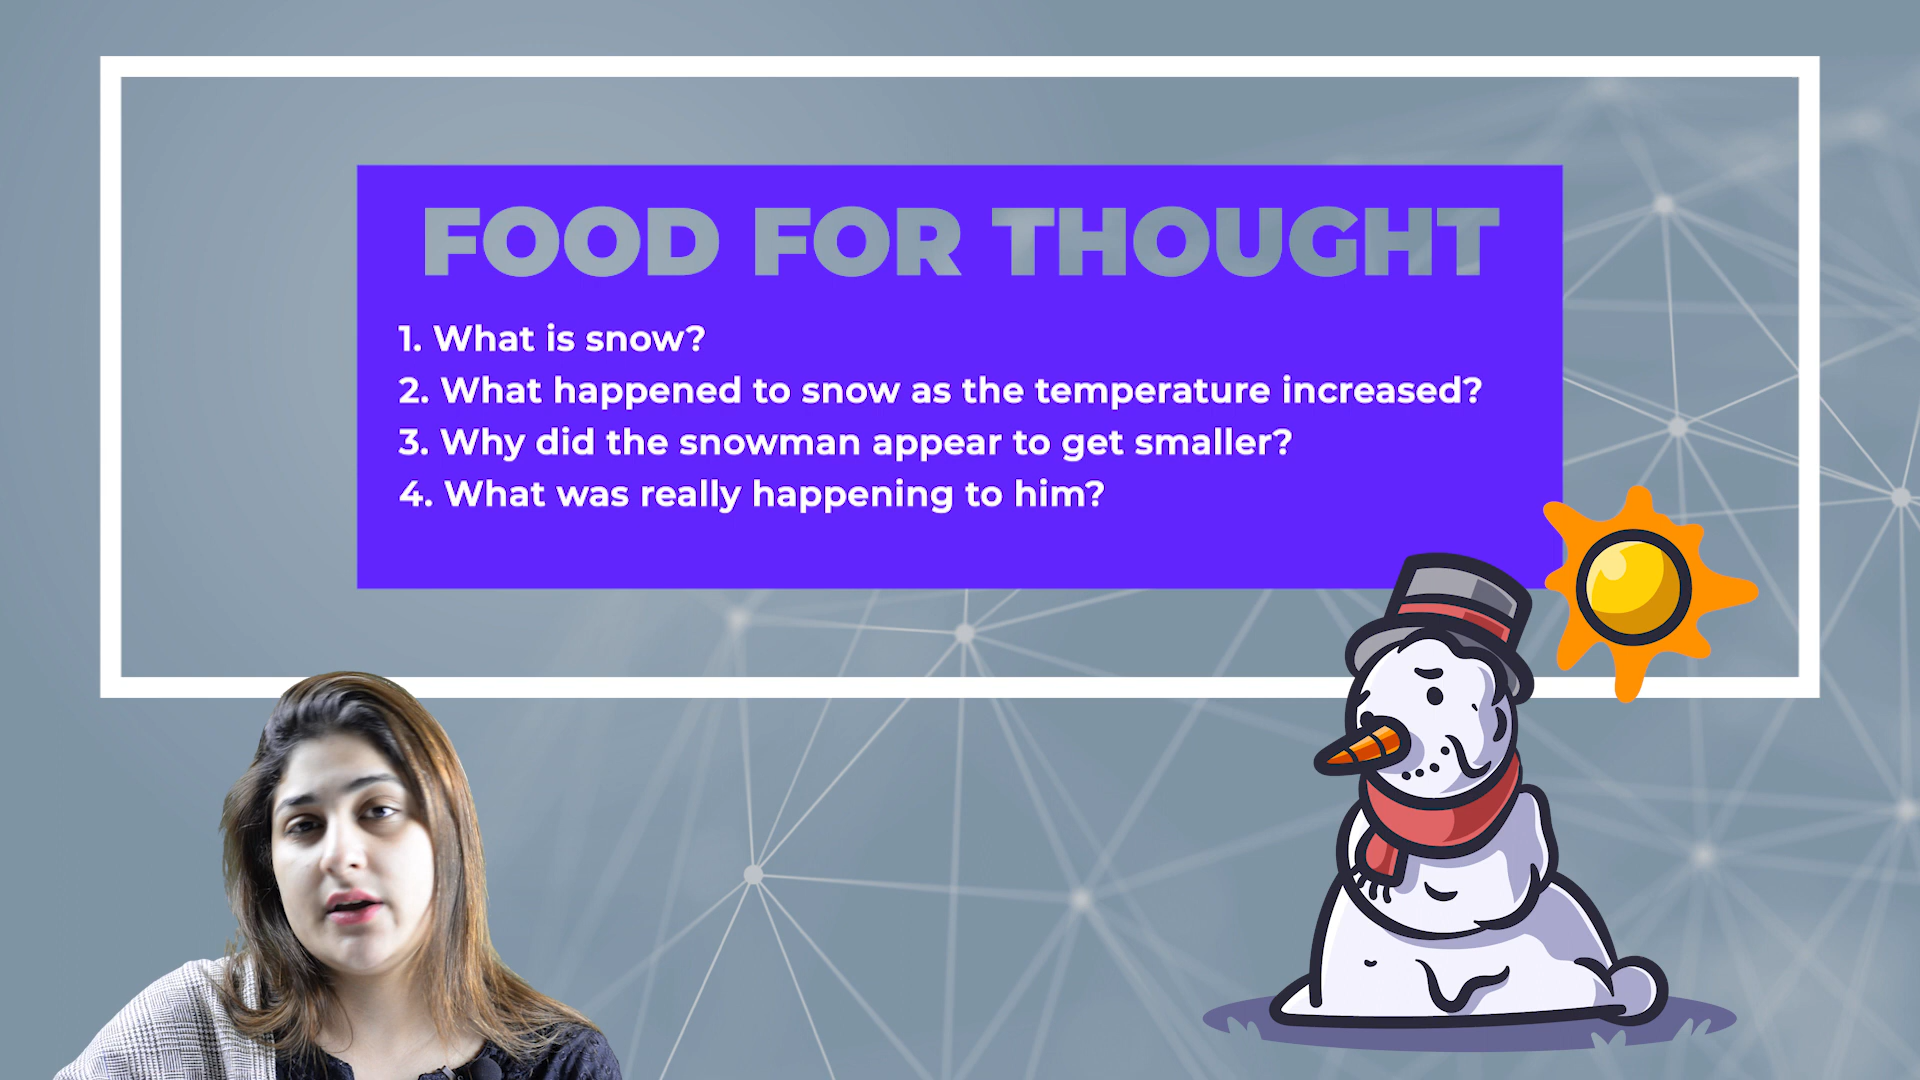 FOOD FOR THOUGHT
1. What is snow?
2. What happened to snow as the temperature increased?
3. Why did the snowman appear to get smaller?
4. What was really happening to him?